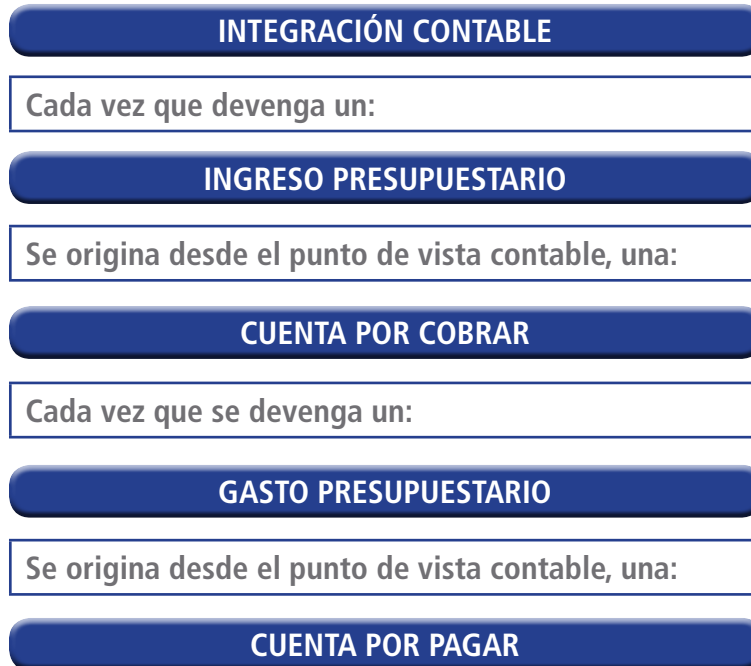 INTEGRACIÓN CONTABLE
Cada vez que devenga un:
INGRESO PRESUPUESTARIO
Se origina desde el punto de vista contable, una:
CUENTA POR COBRAR
Cada vez que se devenga un:
GASTO PRESUPUESTARIO
Se origina desde el punto de vista contable, una:
CUENTA POR PAGAR